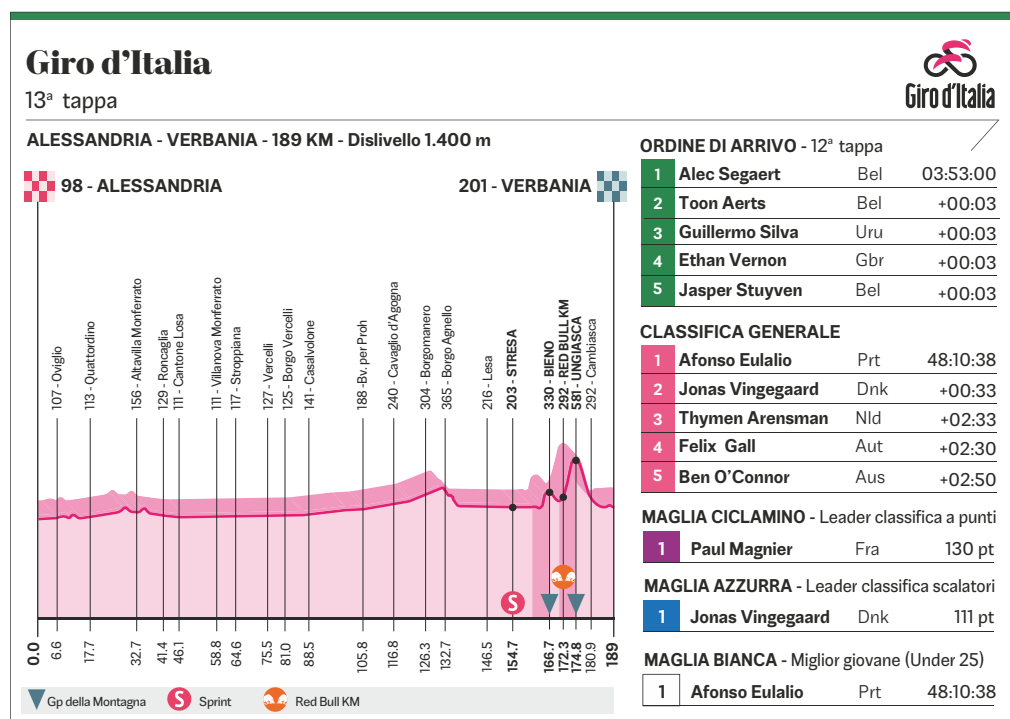 Giro d'Italia
13ª tappa
Giro d'Italia
ALESSANDRIA - VERBANIA - 189 KM - Dislivello 1.400 m
98 - ALESSANDRIA
201 - VERBANIA
107 - Oviglio
113 - Quattordino
156 - Altavilla Monferrato
129 - Roncaglia
111 - Cantone Losa
111 - Villanova Monferrato
117 - Stroppiana
127 - Vercelli
125 - Borgo Vercelli
141 - Casalvolone
188 -Bv. per Proh
240 - Cavaglio d'Agogna
304 - Borgomanero
365 - Borgo Agnello
216 - Lesa
203 - STRESA
330 - BIENO
292 - RED BULL KM
581 - UNGIASCA
292 - Cambiasca
S
0.0
6.6
17.7
32.7
41.4
46.1
58.8
64.6
75.5
81.0
88.5
105.8
116.8
126.3
132.7
146.5
154.7
166.7
172.3
174.8
180.9
189
Gp della Montagna
S Sprint
Red Bull KM
ORDINE DI ARRIVO - 12ª tappa
1 Alec Segaert Bel 03:53:00
2 Toon Aerts Bel +00:03
3 Guillermo Silva Uru +00:03
4 Ethan Vernon Gbr +00:03
5 Jasper Stuyven Bel +00:03
CLASSIFICA GENERALE
1 Afonso Eulalio Prt 48:10:38
2 Jonas Vingegaard Dnk +00:33
3 Thymen Arensman Nld +02:33
4 Felix Gall Aut +02:30
5 Ben O'Connor Aus +02:50
MAGLIA CICLAMINO - Leader classifica a punti
1 Paul Magnier Fra 130 pt
MAGLIA AZZURRA - Leader classifica scalatori
1 Jonas Vingegaard Dnk 111 pt
MAGLIA BIANCA - Miglior giovane (Under 25)
1 Afonso Eulalio Prt 48:10:38